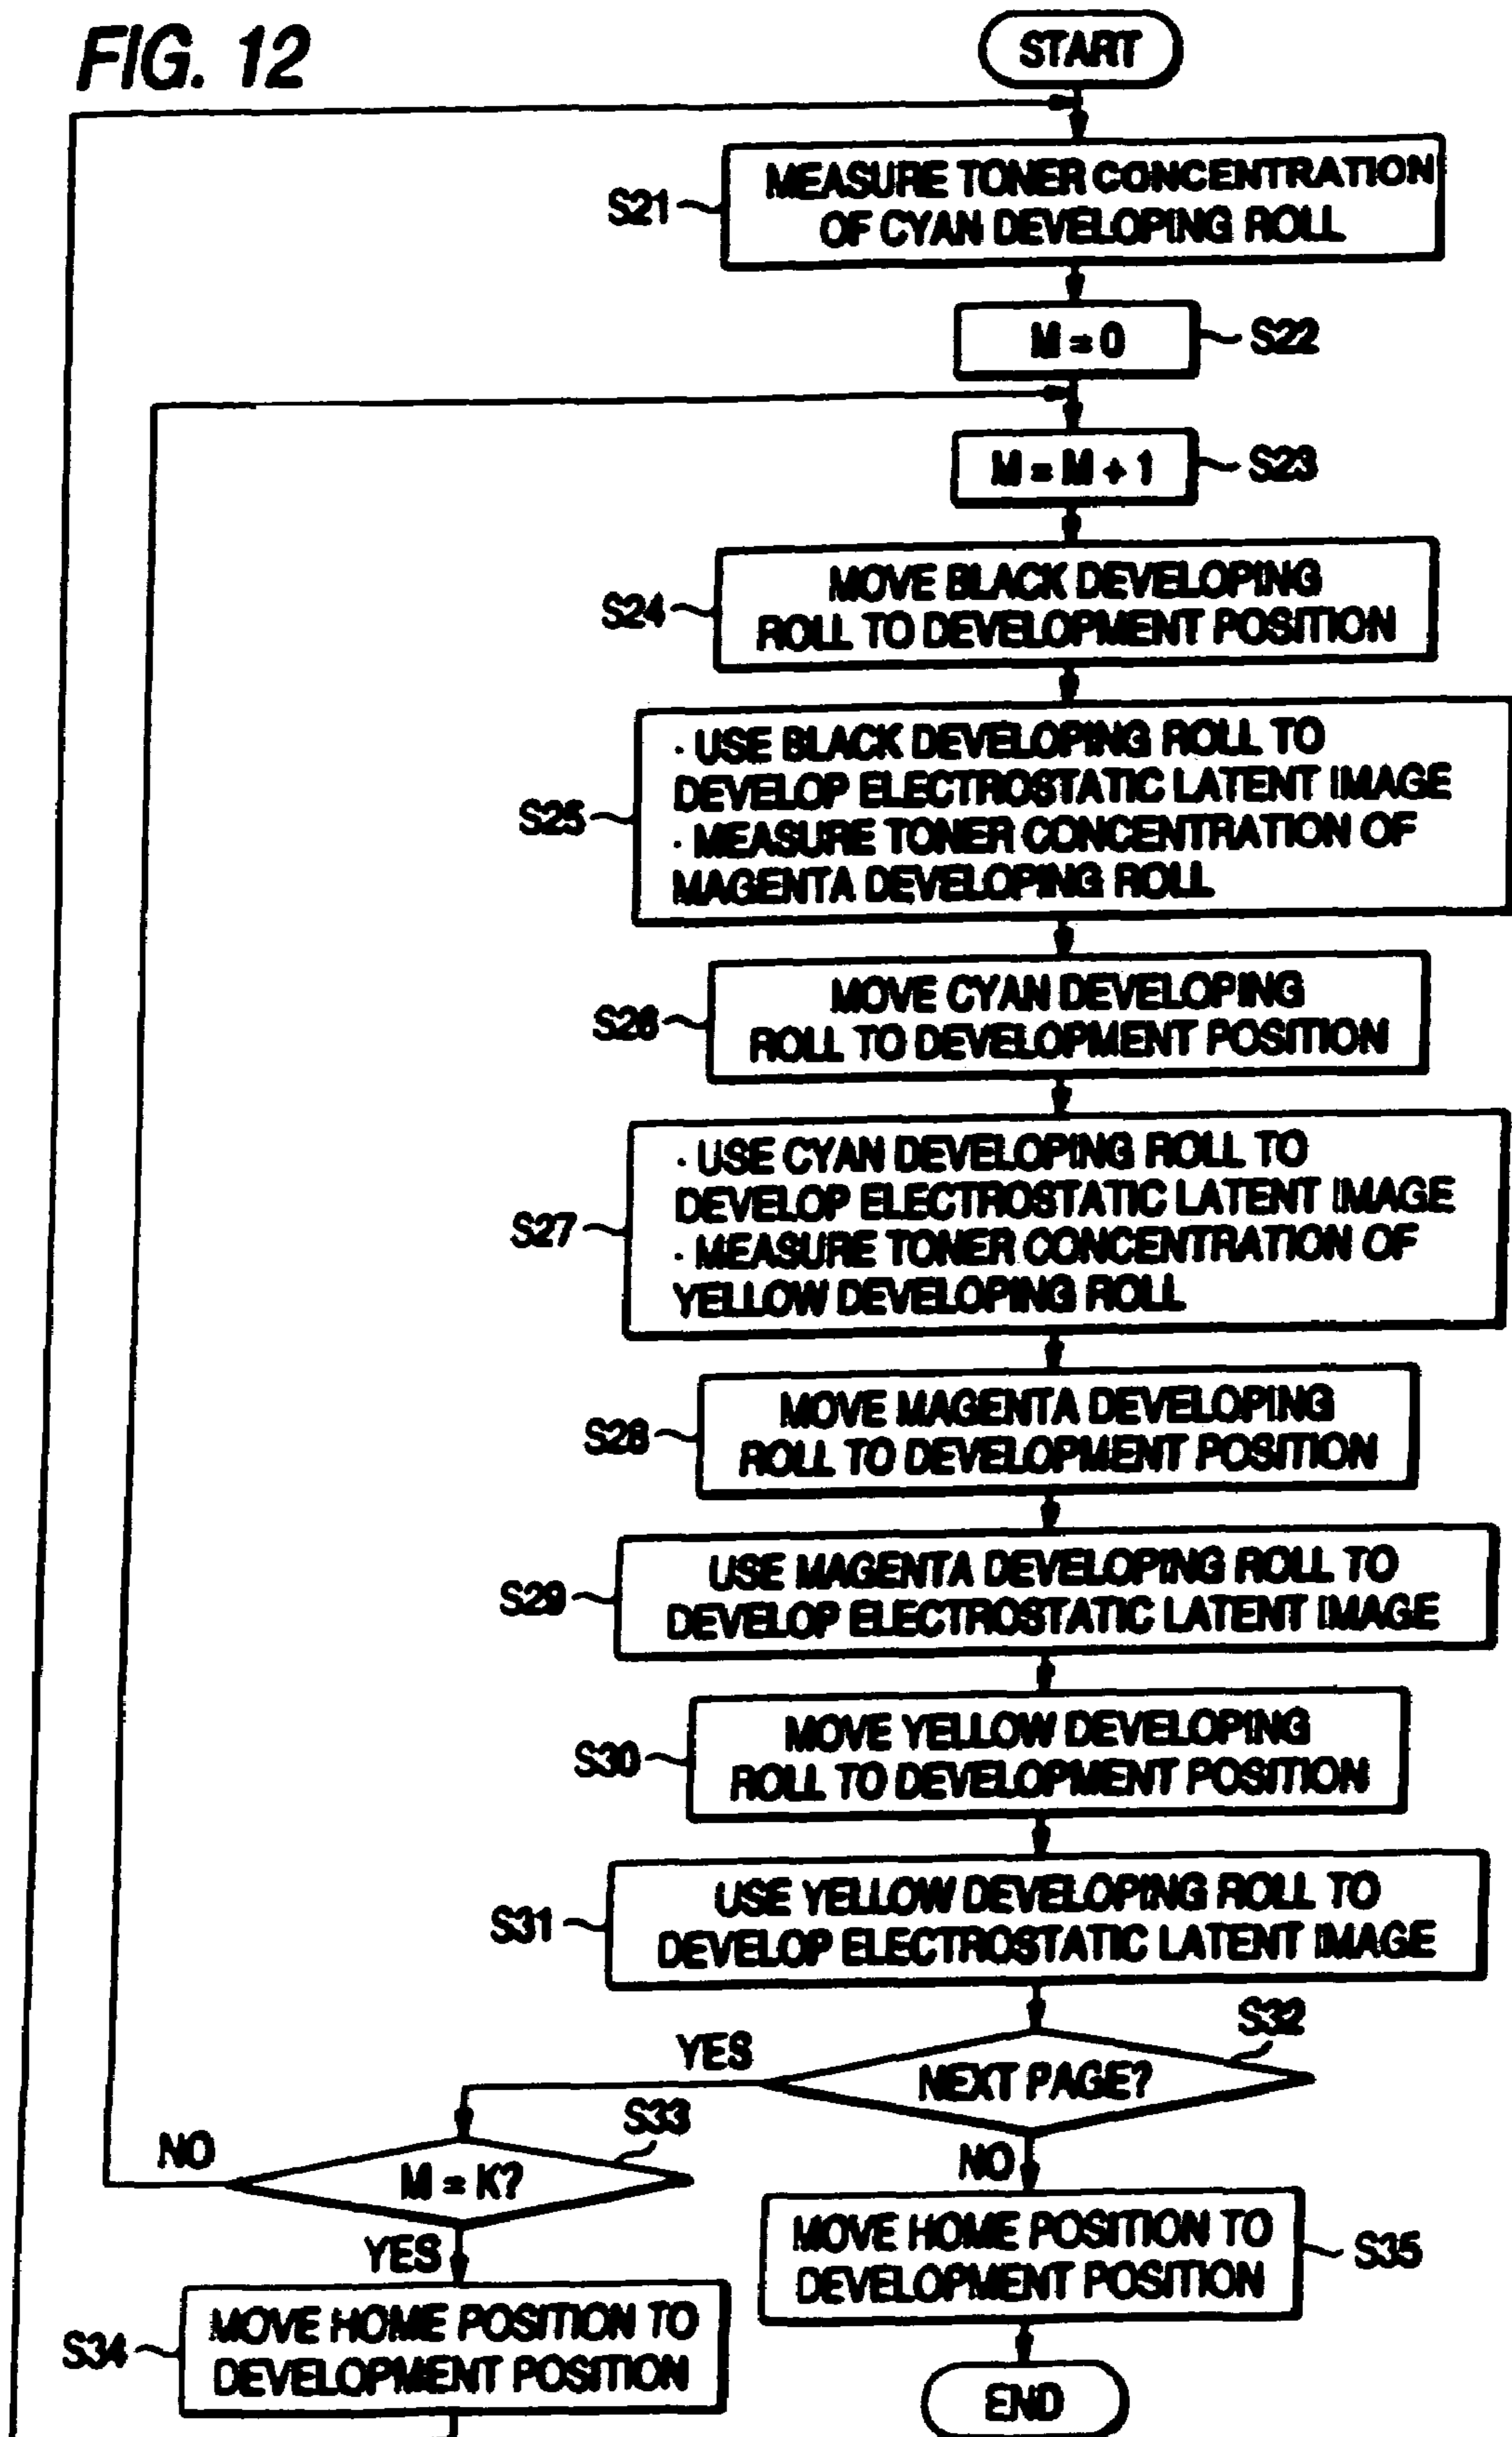 FIG. 12
START
MEASURE TONER CONCENTRATION
OF CYAN DEVELOPING ROLL
S21
M = 0
S22
M = M + 1
S23
MOVE BLACK DEVELOPING
ROLL TO DEVELOPMENT POSITION
S24
· USE BLACK DEVELOPING ROLL TO
DEVELOP ELECTROSTATIC LATENT IMAGE
· MEASURE TONER CONCENTRATION OF
MAGENTA DEVELOPING ROLL
S25
MOVE CYAN DEVELOPING
ROLL TO DEVELOPMENT POSITION
S26
· USE CYAN DEVELOPING ROLL TO
DEVELOP ELECTROSTATIC LATENT IMAGE
· MEASURE TONER CONCENTRATION OF
YELLOW DEVELOPING ROLL
S27
MOVE MAGENTA DEVELOPING
ROLL TO DEVELOPMENT POSITION
S28
USE MAGENTA DEVELOPING ROLL TO
DEVELOP ELECTROSTATIC LATENT IMAGE
S29
MOVE YELLOW DEVELOPING
ROLL TO DEVELOPMENT POSITION
S30
USE YELLOW DEVELOPING ROLL TO
DEVELOP ELECTROSTATIC LATENT IMAGE
S31
S32
NEXT PAGE?
YES
NO
S33
M = K?
NO
YES
MOVE HOME POSITION TO
DEVELOPMENT POSITION
S34
MOVE HOME POSITION TO
DEVELOPMENT POSITION
S35
END